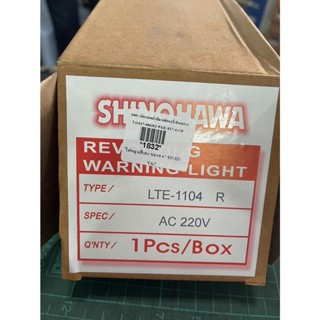 SHINOHAWA
*1832*
REVOLVING
WARNING LIGHT
TYPE/ LTE-1104 R
SPEC/ AC 220V
Q'NTY/ 1Pcs/Box